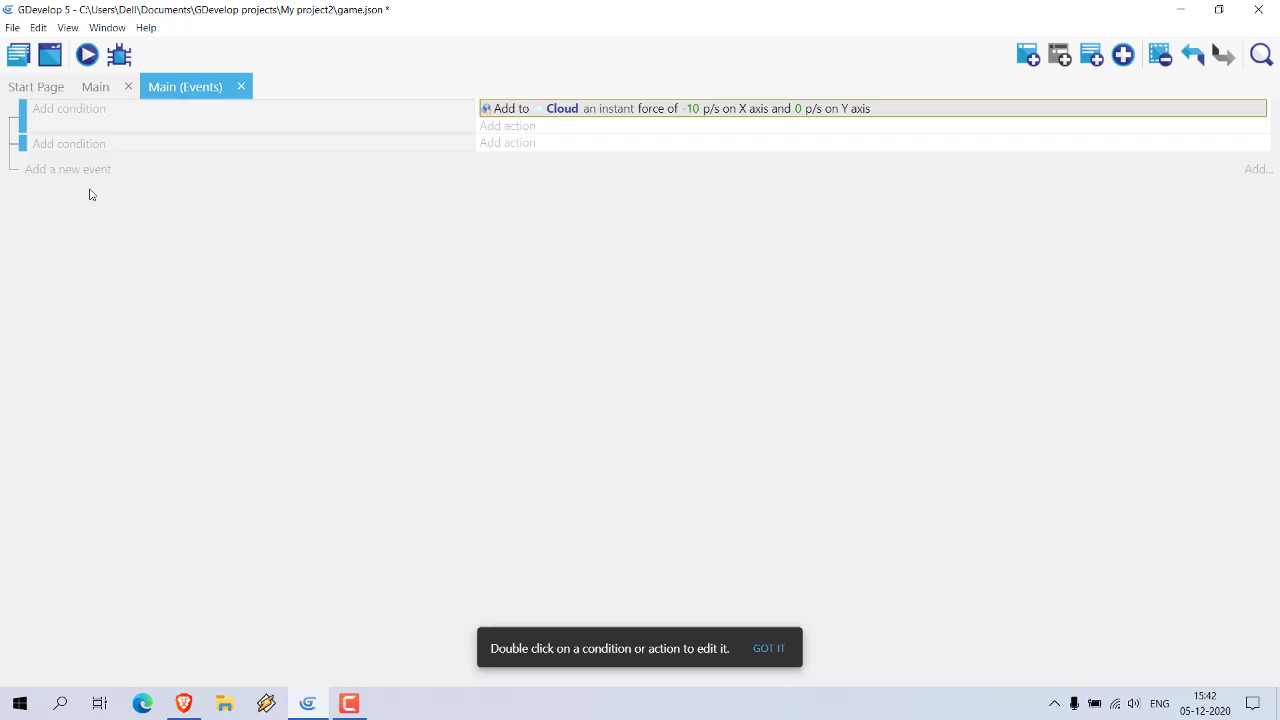 GDevelop 5 - C:\Users\Dell\Documents\GDevelop projects\My project2\game.json *
File Edit View Window Help
Start Page Main × Main (Events) ×
Add condition Add to Cloud an instant force of -10 p/s on X axis and 0 p/s on Y axis
Add action
Add condition Add action
Add a new event Add...
Double click on a condition or action to edit it. GOT IT
ENG 15:42
05-12-2020